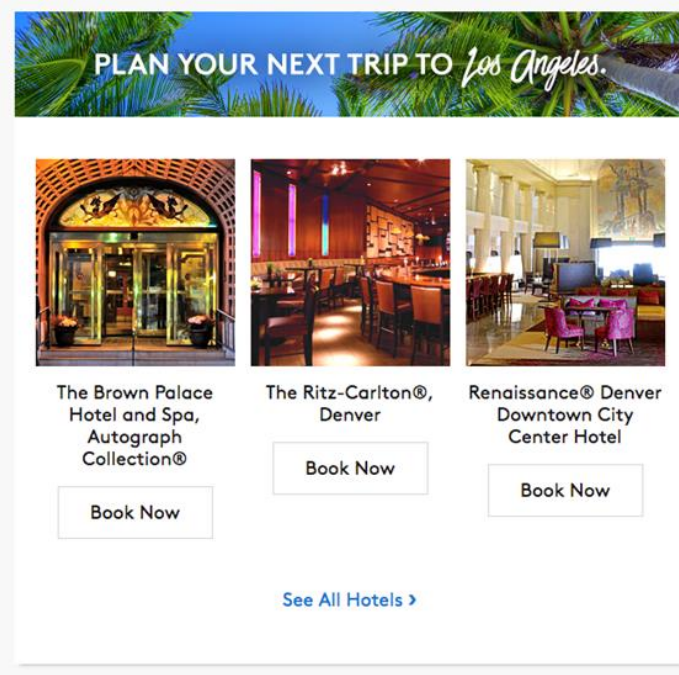 PLAN YOUR NEXT TRIP TO Los Angeles.
The Brown Palace
Hotel and Spa,
Autograph
Collection®
Book Now
The Ritz-Carlton®,
Denver
Book Now
Renaissance® Denver
Downtown City
Center Hotel
Book Now
See All Hotels ›